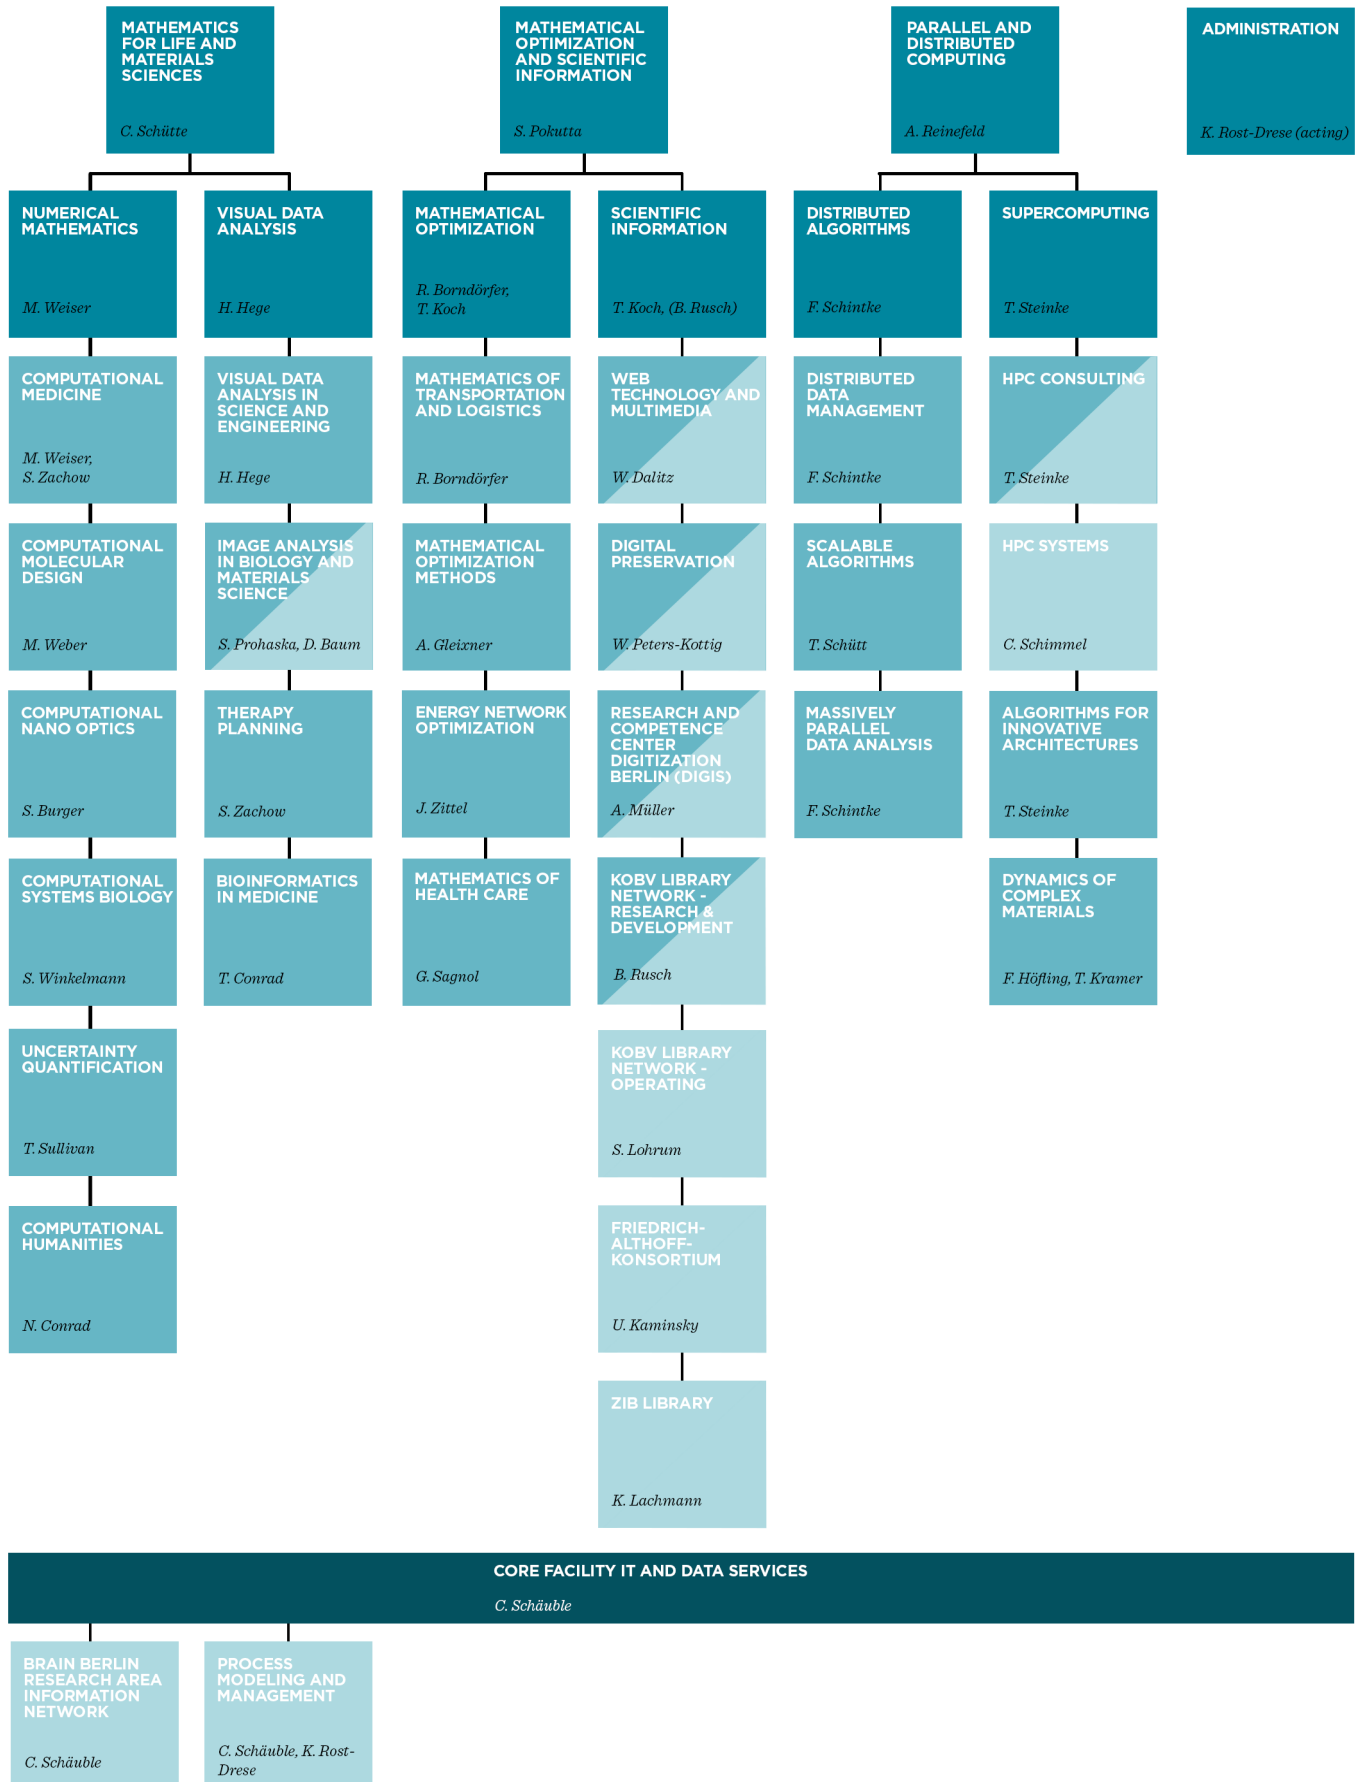 MATHEMATICS
FOR LIFE AND
MATERIALS
SCIENCES
C. Schütte
MATHEMATICAL
OPTIMIZATION
AND SCIENTIFIC
INFORMATION
S. Pokutta
PARALLEL AND
DISTRIBUTED
COMPUTING
A. Reinefeld
ADMINISTRATION
K. Rost-Drese (acting)
NUMERICAL
MATHEMATICS
M. Weiser
VISUAL DATA
ANALYSIS
H. Hege
MATHEMATICAL
OPTIMIZATION
R. Borndörfer,
T. Koch
SCIENTIFIC
INFORMATION
T. Koch, (B. Rusch)
DISTRIBUTED
ALGORITHMS
F. Schintke
SUPERCOMPUTING
T. Steinke
COMPUTATIONAL
MEDICINE
M. Weiser,
S. Zachow
VISUAL DATA
ANALYSIS IN
SCIENCE AND
ENGINEERING
H. Hege
MATHEMATICS OF
TRANSPORTATION
AND LOGISTICS
R. Borndörfer
WEB
TECHNOLOGY AND
MULTIMEDIA
W. Dalitz
DISTRIBUTED
DATA
MANAGEMENT
F. Schintke
HPC CONSULTING
T. Steinke
COMPUTATIONAL
MOLECULAR
DESIGN
M. Weber
IMAGE ANALYSIS
IN BIOLOGY AND
MATERIALS
SCIENCE
S. Prohaska, D. Baum
MATHEMATICAL
OPTIMIZATION
METHODS
A. Gleixner
DIGITAL
PRESERVATION
W. Peters-Kottig
SCALABLE
ALGORITHMS
T. Schütt
HPC SYSTEMS
C. Schimmel
COMPUTATIONAL
NANO OPTICS
S. Burger
THERAPY
PLANNING
S. Zachow
ENERGY NETWORK
OPTIMIZATION
J. Zittel
RESEARCH AND
COMPETENCE
CENTER
DIGITIZATION
BERLIN (DIGIS)
A. Müller
MASSIVELY
PARALLEL
DATA ANALYSIS
F. Schintke
ALGORITHMS FOR
INNOVATIVE
ARCHITECTURES
T. Steinke
COMPUTATIONAL
SYSTEMS BIOLOGY
S. Winkelmann
BIOINFORMATICS
IN MEDICINE
T. Conrad
MATHEMATICS OF
HEALTH CARE
G. Sagnol
KOBV LIBRARY
NETWORK -
RESEARCH &
DEVELOPMENT
B. Rusch
DYNAMICS OF
COMPLEX
MATERIALS
F. Höfling, T. Kramer
UNCERTAINTY
QUANTIFICATION
T. Sullivan
KOBV LIBRARY
NETWORK -
OPERATING
S. Lohrum
COMPUTATIONAL
HUMANITIES
N. Conrad
FRIEDRICH-
ALTHOFF-
KONSORTIUM
U. Kaminsky
ZIB LIBRARY
K. Lachmann
CORE FACILITY IT AND DATA SERVICES
C. Schäuble
BRAIN BERLIN
RESEARCH AREA
INFORMATION
NETWORK
C. Schäuble
PROCESS
MODELING AND
MANAGEMENT
C. Schäuble, K. Rost-
Drese